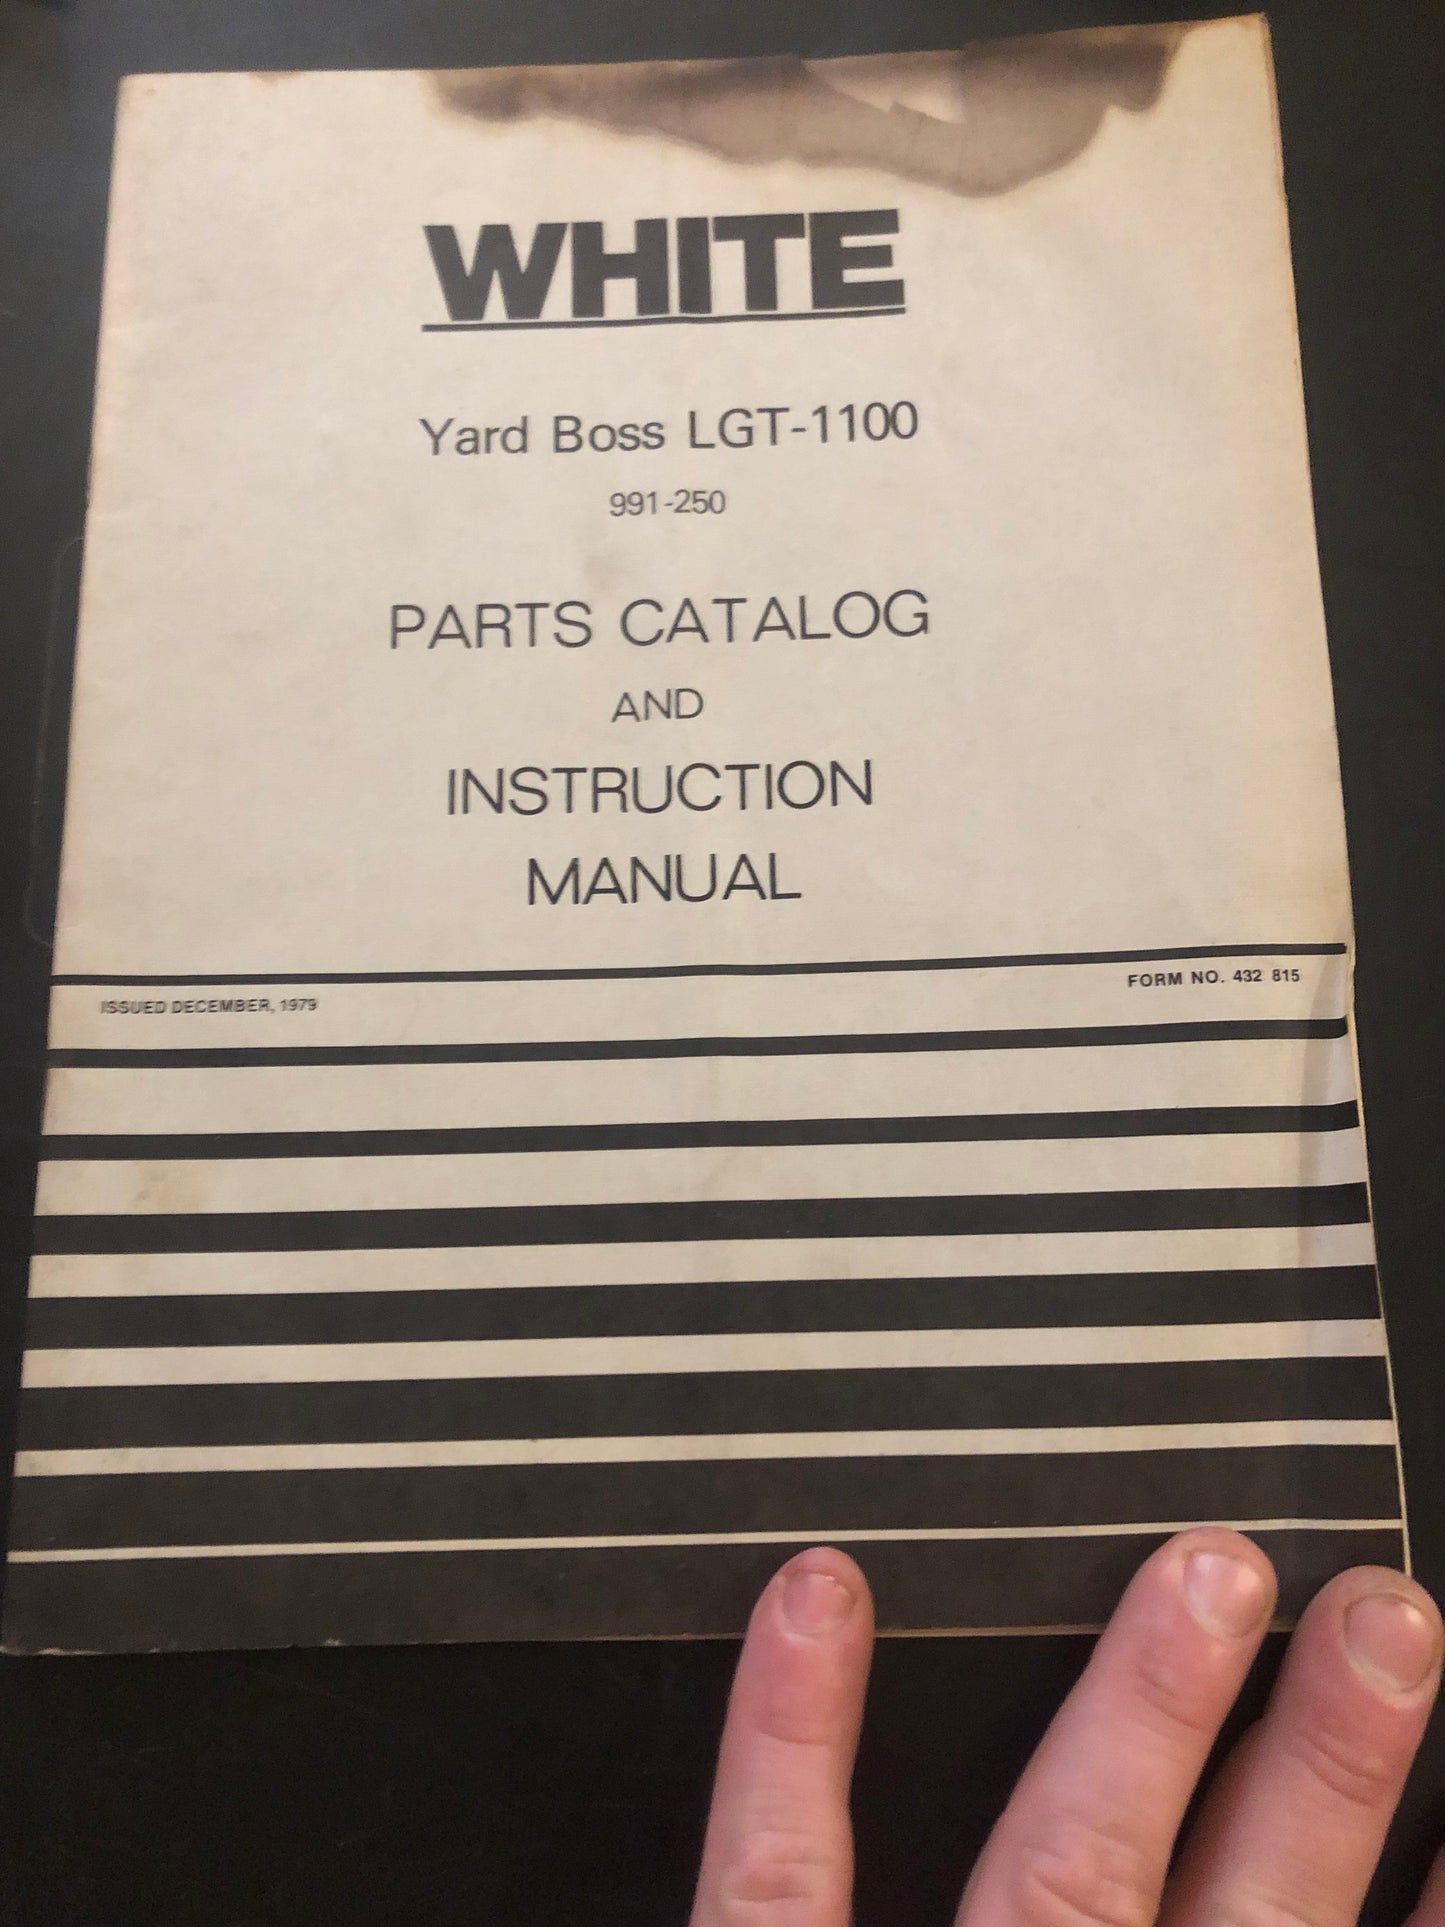 WHITE
Yard Boss LGT-1100
991-250
PARTS CATALOG
AND
INSTRUCTION
MANUAL
ISSUED DECEMBER, 1979
FORM NO. 432 815